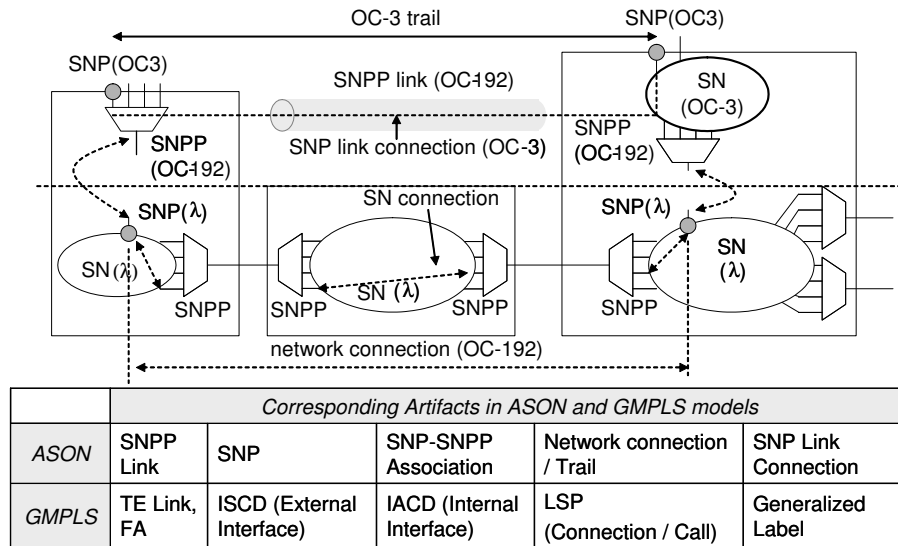 OC-3 trail
SNP(OC3)
SNP(OC3)
SNPP link (OC-192)
SN
(OC-3)
SNPP
(OC-192)
SNP link connection (OC-3)
SNPP
(OC-192)
SNP(λ)
SN connection
SNP(λ)
SN (λ)
SN (λ)
SN
(λ)
SNPP
SNPP
SNPP
SNPP
network connection (OC-192)
Corresponding Artifacts in ASON and GMPLS models
ASON
SNPP
Link
SNP
SNP-SNPP
Association
Network connection
/ Trail
SNP Link
Connection
GMPLS
TE Link,
FA
ISCD (External
Interface)
IACD (Internal
Interface)
LSP
(Connection / Call)
Generalized
Label